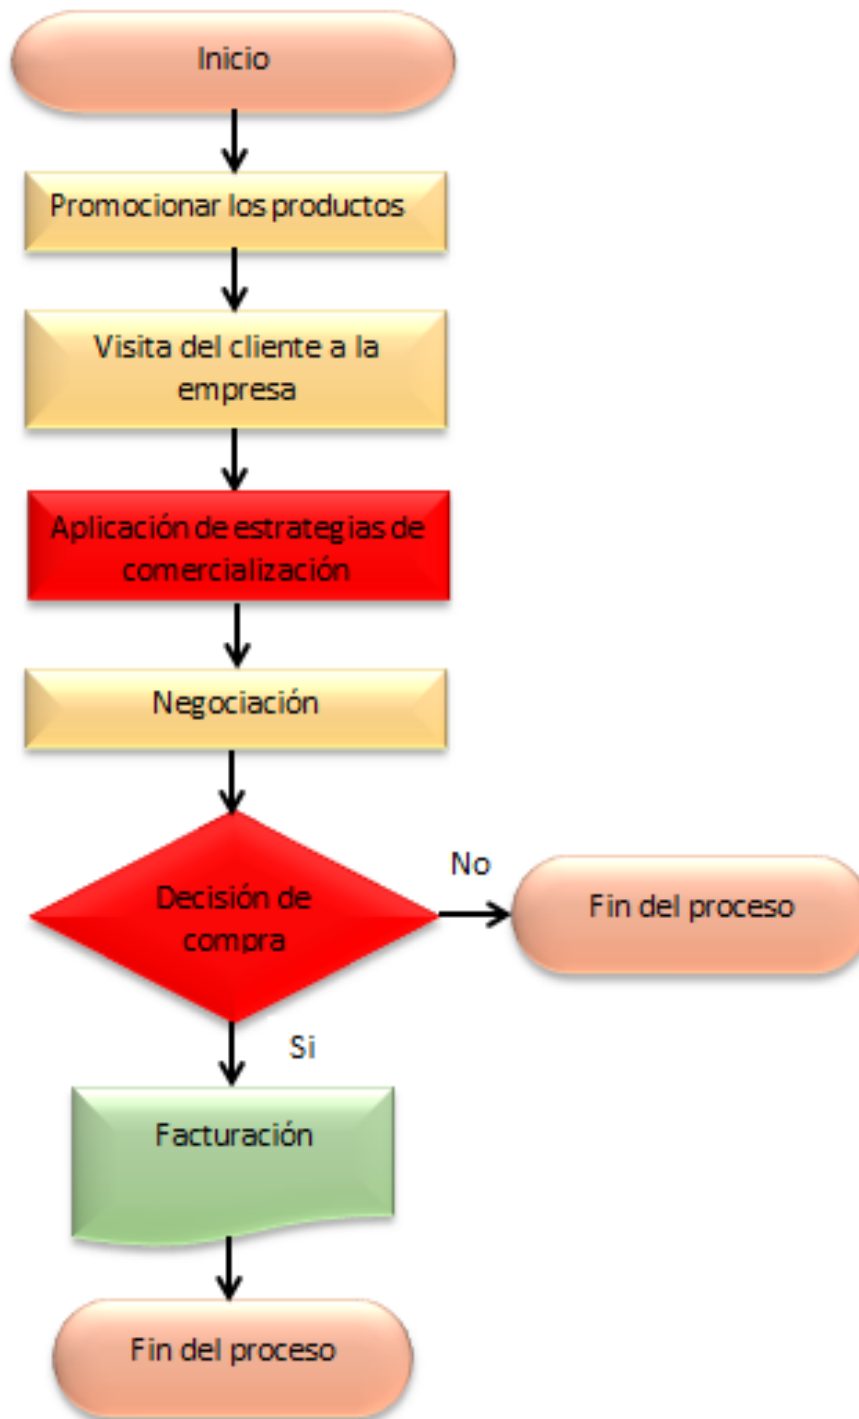 Inicio
Promocionar los productos
Visita del cliente a la
empresa
Aplicación de estrategias de
comercialización
Negociación
Decisión de
compra
No
Fin del proceso
Si
Facturación
Fin del proceso